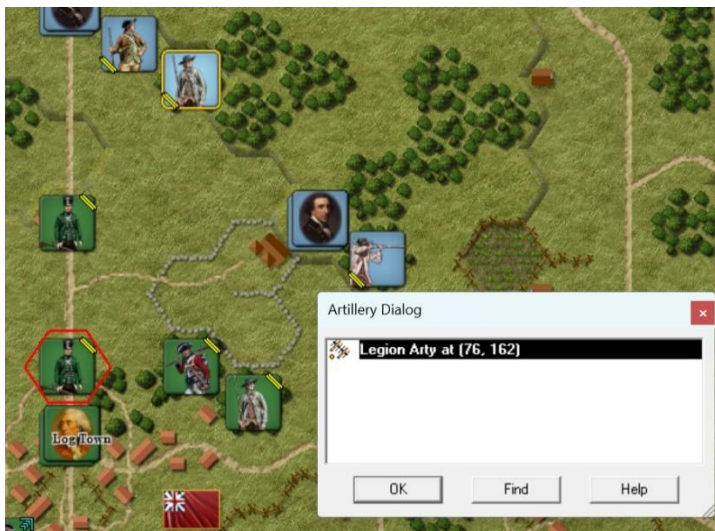 Artillery Dialog
Legion Arty at (76, 162)
Log Town
OK
Find
Help